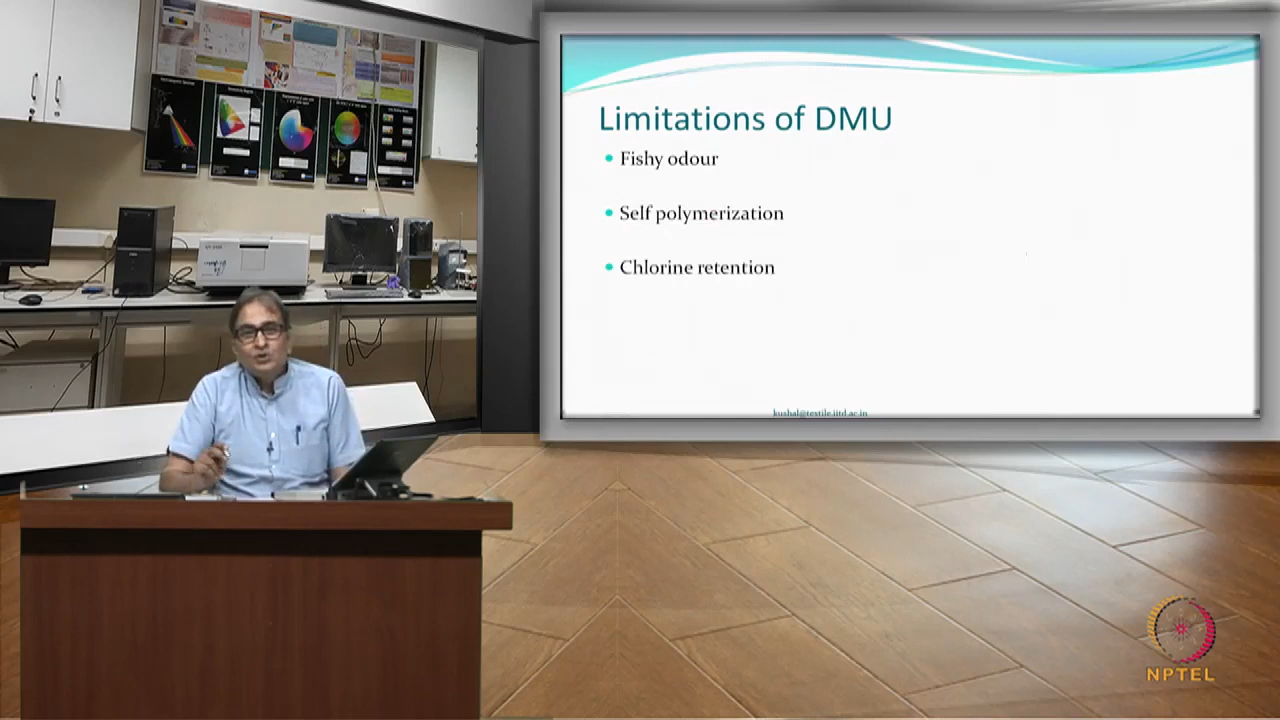 Limitations of DMU
Fishy odour
Self polymerization
Chlorine retention
kushal@textile.iitd.ac.in
NPTEL